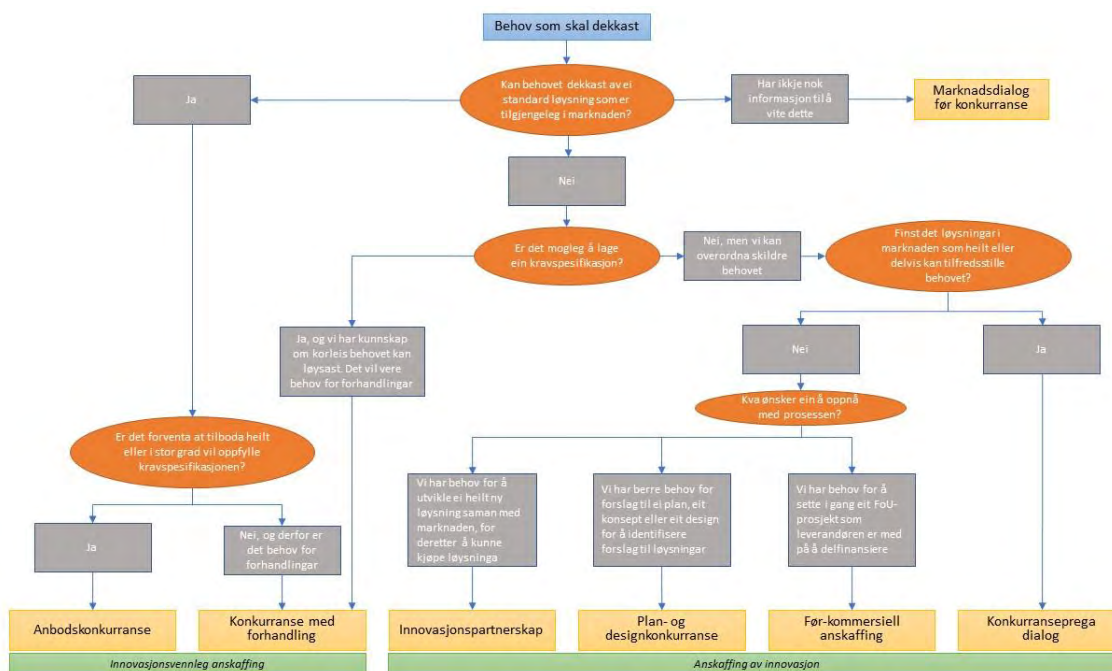 Behov som skal dekkast
Ja
Kan behovet dekkast av ei
standard løysning som er
tilgjengeleg i marknaden?
Har ikkje nok
informasjon til å
vite dette
Marknadsdialog
før konkurranse
Nei
Er det mogleg å lage
ein kravspesifikasjon?
Nei, men vi kan
overordna skildre
behovet
Finst det løysningar i
marknaden som heilt eller
delvis kan tilfredsstille
behovet?
Ja, og vi har kunnskap
om korleis behovet kan
løysast. Det vil vere
behov for forhandlingar
Nei
Ja
Kva ønsker ein å oppnå
med prosessen?
Er det forventa at tilboda heilt
eller i stor grad vil oppfylle
kravspesifikasjonen?
Vi har behov for å
utvikle ei heilt ny
løysning saman med
marknaden, for
deretter å kunne
kjøpe løysninga
Vi har berre behov for
forslag til ei plan, eit
konsept eller eit design
for å identifisere
forslag til løysningar
Vi har behov for å
sette i gang eit FoU-
prosjekt som
leverandøren er med
på å delfinansiere
Ja
Nei, og derfor er
det behov for
forhandlingar
Anbodskonkurranse
Konkurranse med
forhandling
Innovasjonspartnerskap
Plan- og
designkonkurranse
Før-kommersiell
anskaffing
Konkurranseprega
dialog
Innovasjonsvennleg anskaffing
Anskaffing av innovasjon